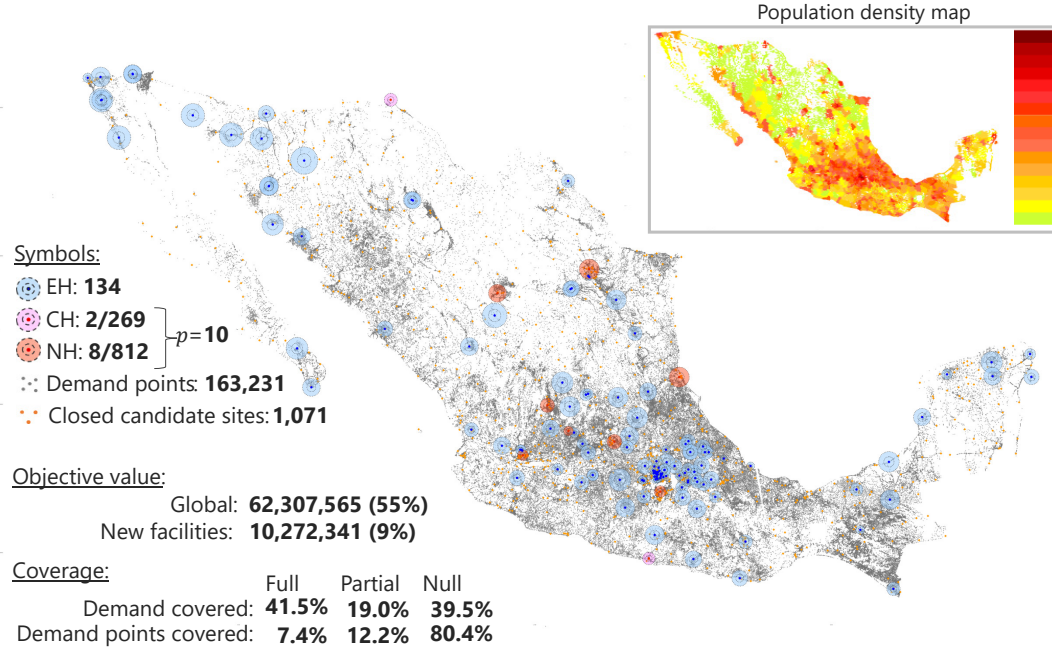 Population density map
Symbols:
EH: 134
CH: 2/269
NH: 8/812
p=10
Demand points: 163,231
Closed candidate sites: 1,071
Objective value:
Global: 62,307,565 (55%)
New facilities: 10,272,341 (9%)
Coverage:
Full Partial Null
Demand covered: 41.5% 19.0% 39.5%
Demand points covered: 7.4% 12.2% 80.4%